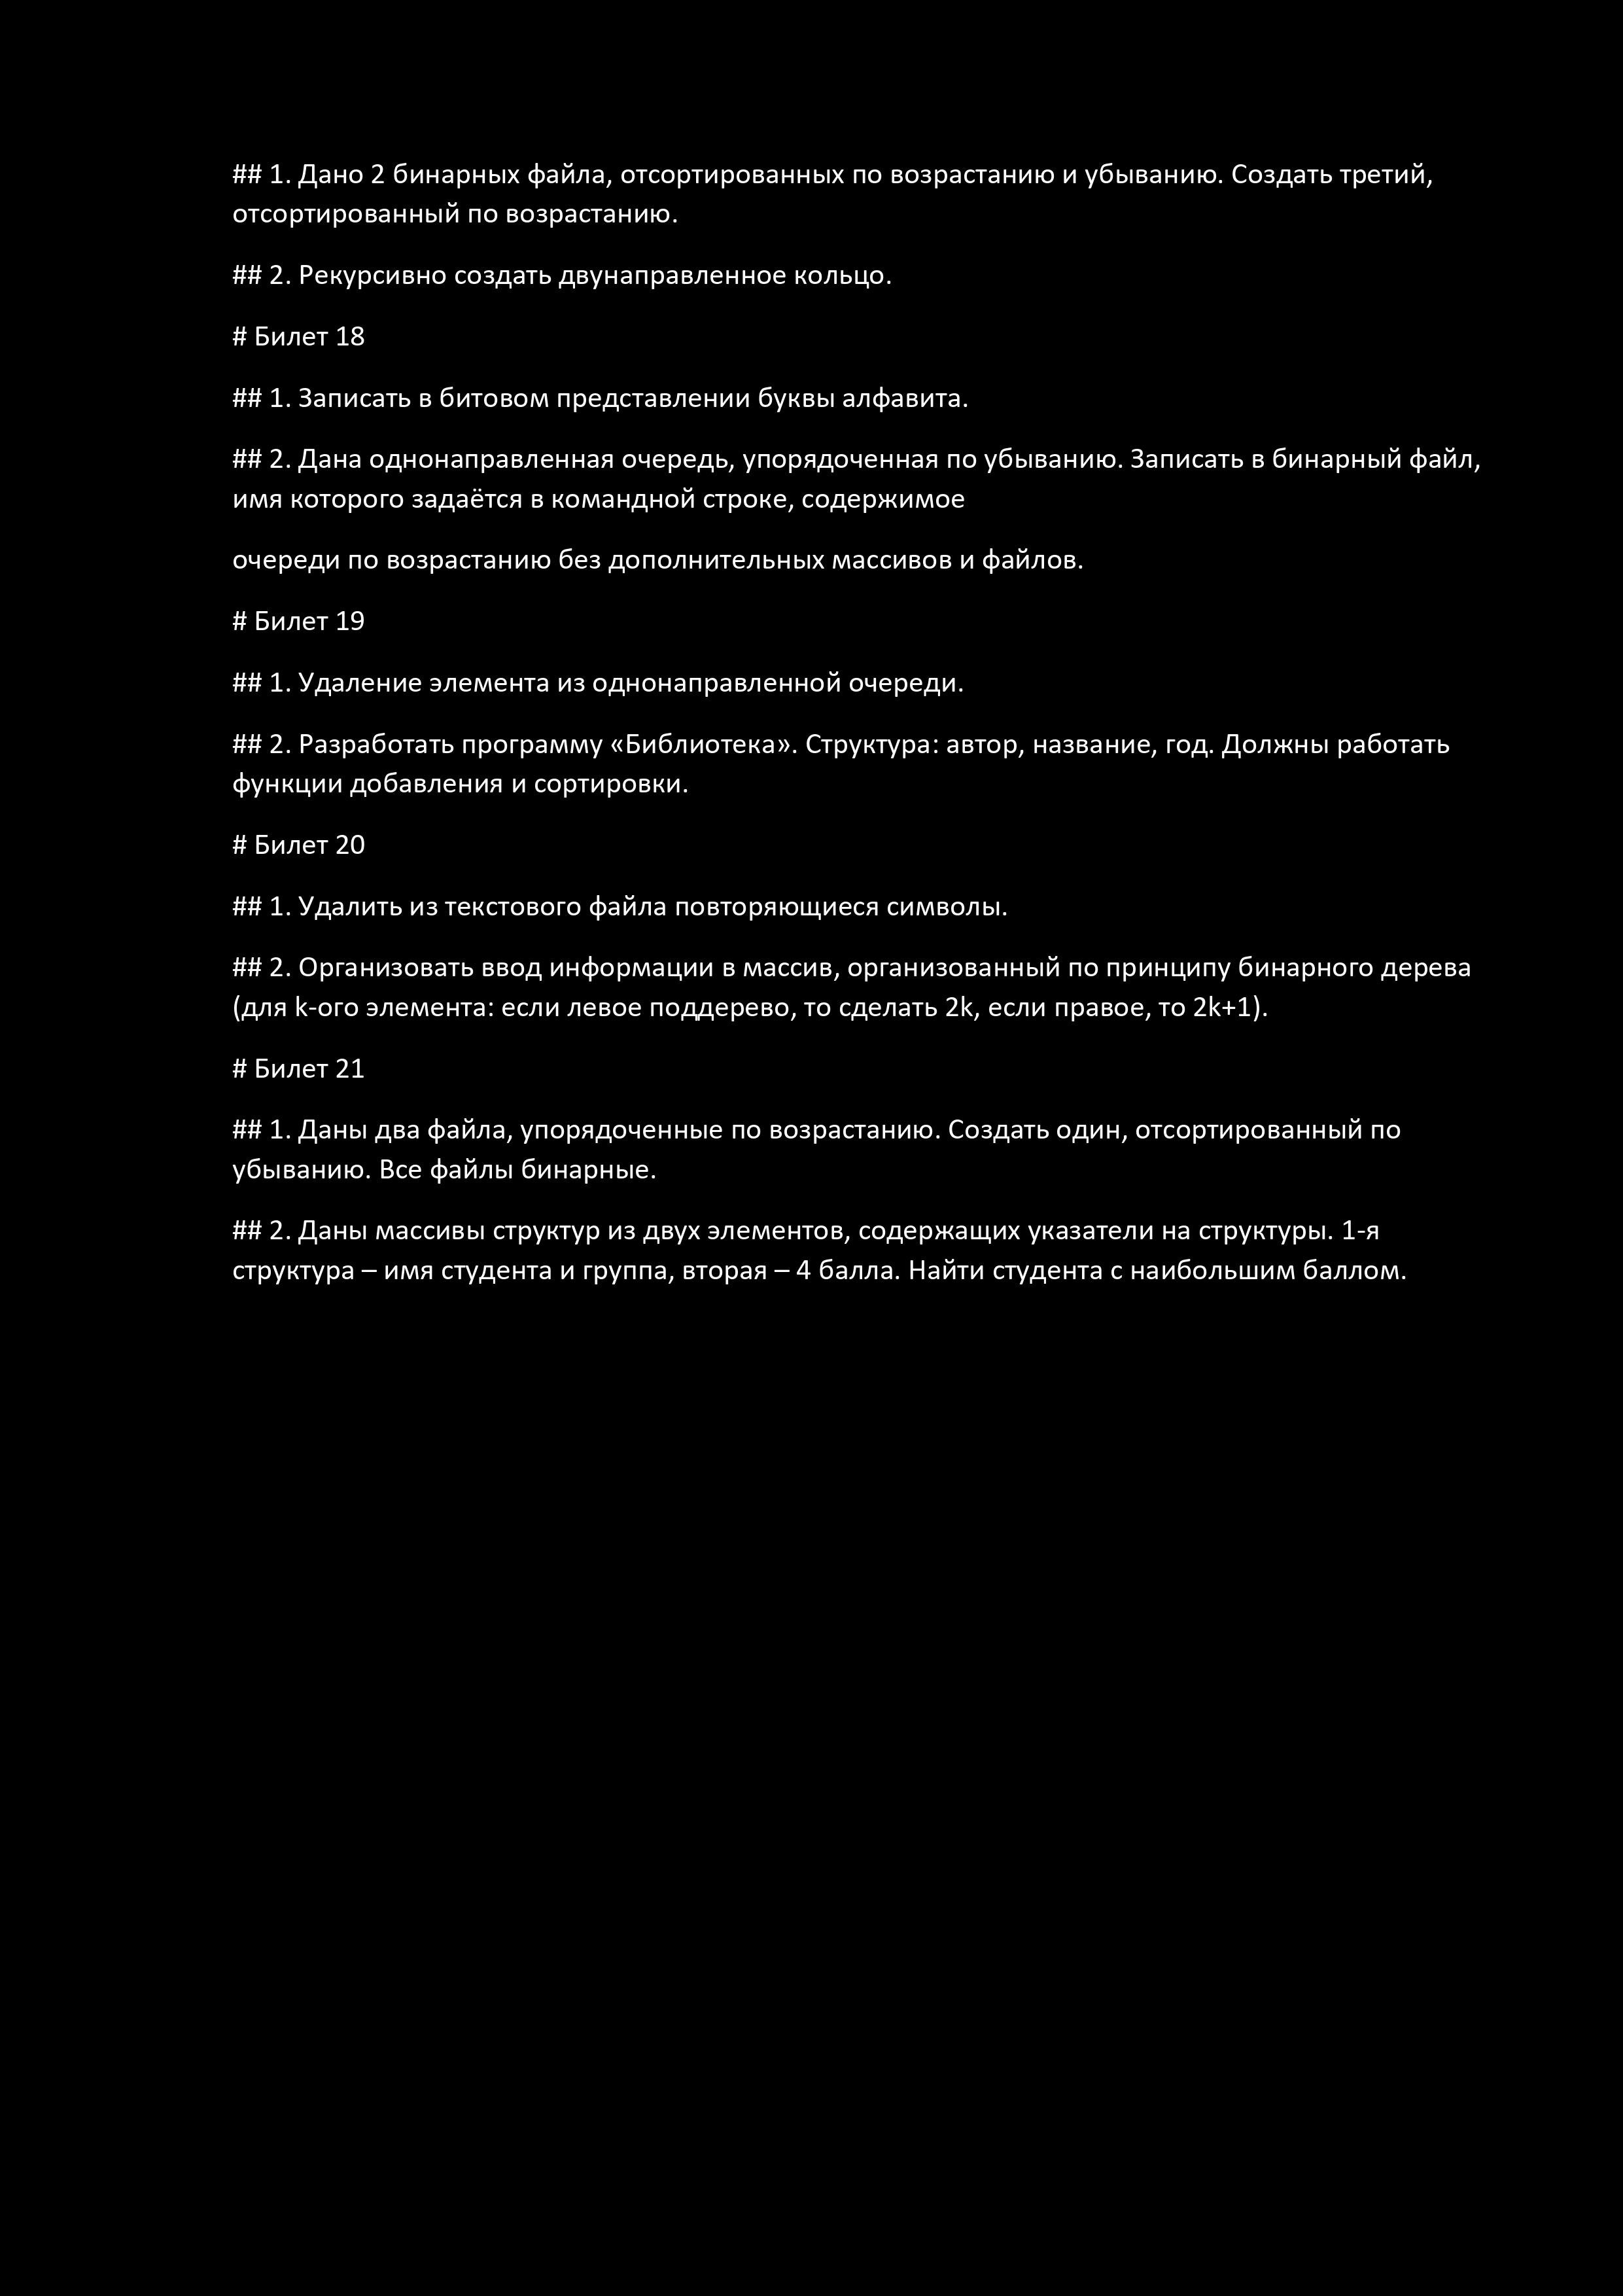 ## 1. Дано 2 бинарных файла, отсортированных по возрастанию и убыванию. Создать третий,
отсортированный по возрастанию.
## 2. Рекурсивно создать двунаправленное кольцо.
# Билет 18
## 1. Записать в битовом представлении буквы алфавита.
## 2. Дана однонаправленная очередь, упорядоченная по убыванию. Записать в бинарный файл,
имя которого задаётся в командной строке, содержимое
очереди по возрастанию без дополнительных массивов и файлов.
# Билет 19
## 1. Удаление элемента из однонаправленной очереди.
## 2. Разработать программу «Библиотека». Структура: автор, название, год. Должны работать
функции добавления и сортировки.
# Билет 20
## 1. Удалить из текстового файла повторяющиеся символы.
## 2. Организовать ввод информации в массив, организованный по принципу бинарного дерева
(для k-ого элемента: если левое поддерево, то сделать 2k, если правое, то 2k+1).
# Билет 21
## 1. Даны два файла, упорядоченные по возрастанию. Создать один, отсортированный по
убыванию. Все файлы бинарные.
## 2. Даны массивы структур из двух элементов, содержащих указатели на структуры. 1-я
структура – имя студента и группа, вторая – 4 балла. Найти студента с наибольшим баллом.